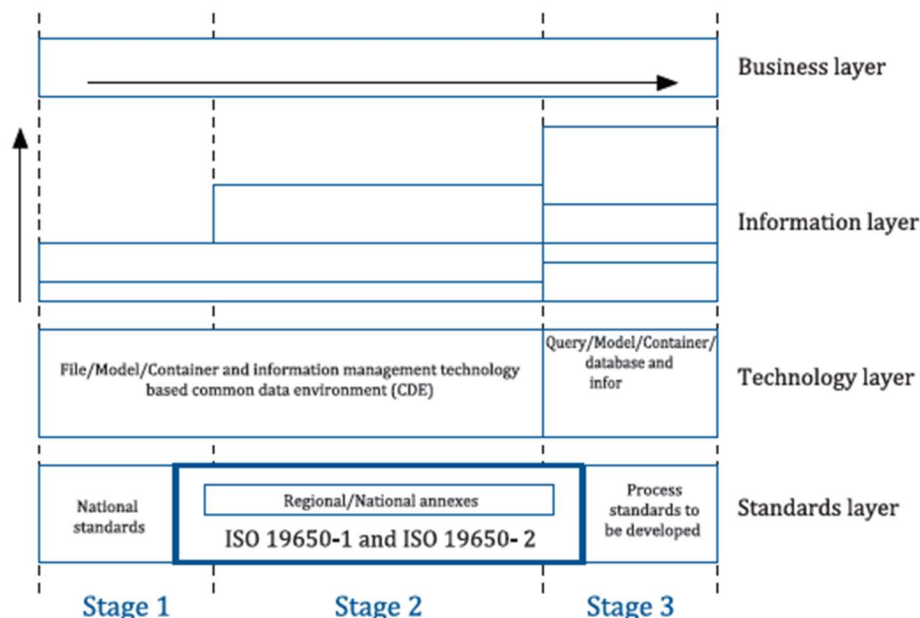 Business layer
Information layer
File/Model/Container and information management technology
based common data environment (CDE)
Query/Model/Container/
database and
infor
Technology layer
National
standards
Regional/National annexes
ISO 19650-1 and ISO 19650- 2
Process
standards to
be developed
Standards layer
Stage 1
Stage 2
Stage 3